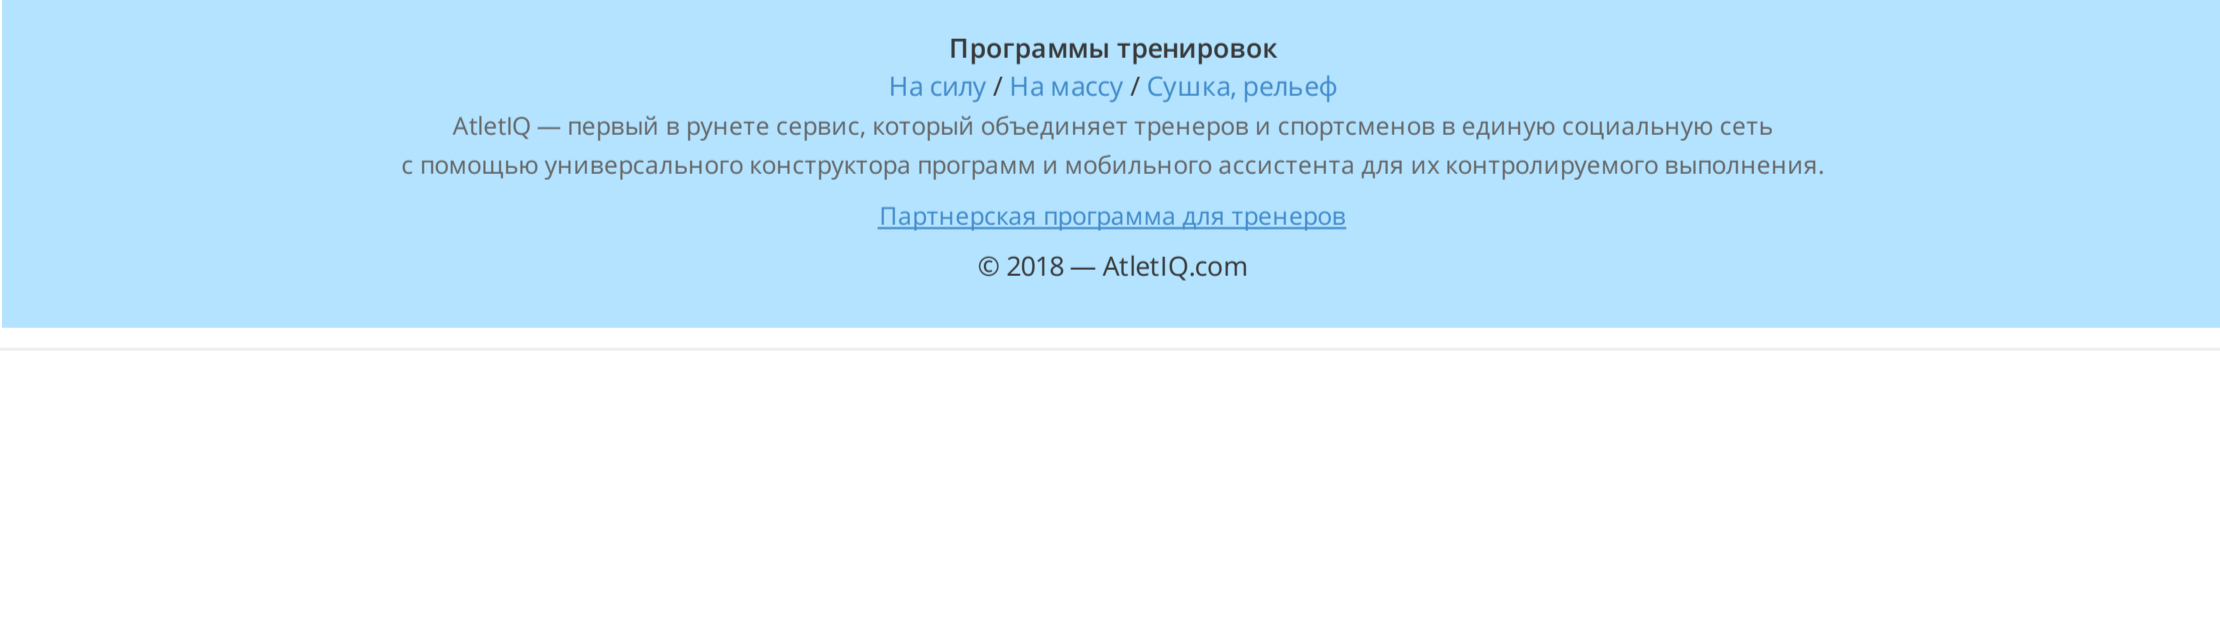 Программы тренировок
На силу / На массу / Сушка, рельеф
AtletIQ — первый в рунете сервис, который объединяет тренеров и спортсменов в единую социальную сеть
с помощью универсального конструктора программ и мобильного ассистента для их контролируемого выполнения.
Партнерская программа для тренеров
© 2018 — AtletIQ.com